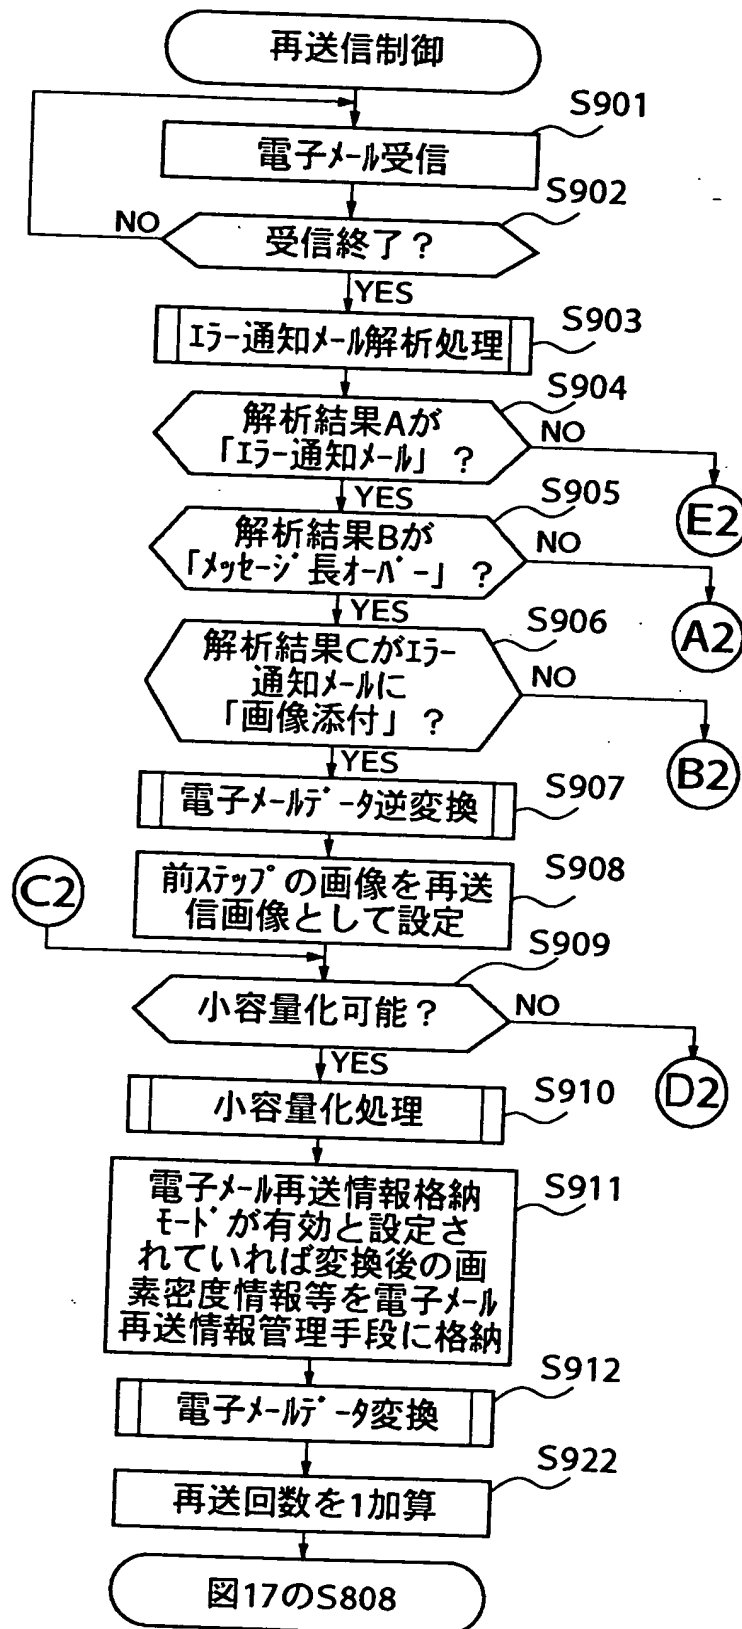 再送信制御
S901
電子メール受信
S902
NO
受信終了?
YES
S903
エラー通知メール解析処理
S904
解析結果Aが
「エラー通知メール」?
NO
E2
YES
S905
解析結果Bが
「メッセージ長オーバー」?
NO
A2
YES
S906
解析結果Cがエラー
通知メールに
「画像添付」?
NO
B2
YES
S907
電子メールデータ逆変換
S908
C2
前ステップの画像を再送
信画像として設定
S909
小容量化可能?
NO
D2
YES
S910
小容量化処理
S911
電子メール再送情報格納
モードが有効と設定さ
れていれば変換後の画
素密度情報等を電子メール
再送情報管理手段に格納
S912
電子メールデータ変換
S922
再送回数を1加算
図17のS808